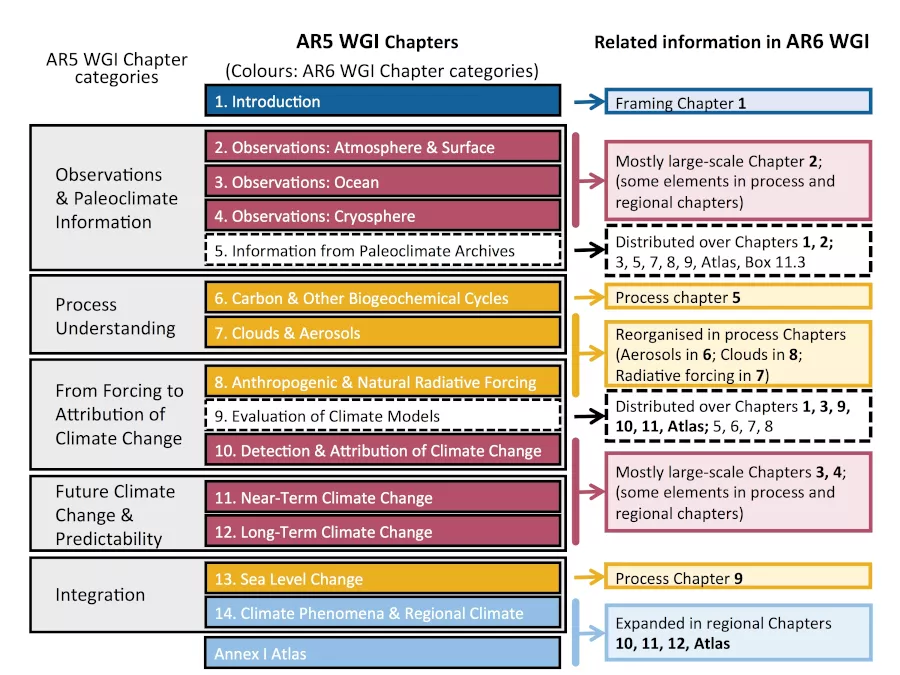 AR5 WGI Chapter
categories
AR5 WGI Chapters
(Colours: AR6 WGI Chapter categories)
Related information in AR6 WGI
1. Introduction
Framing Chapter 1
Observations
& Paleoclimate
Information
2. Observations: Atmosphere & Surface
3. Observations: Ocean
4. Observations: Cryosphere
5. Information from Paleoclimate Archives
Mostly large-scale Chapter 2;
(some elements in process and
regional chapters)
Distributed over Chapters 1, 2;
3, 5, 7, 8, 9, Atlas, Box 11.3
Process
Understanding
6. Carbon & Other Biogeochemical Cycles
7. Clouds & Aerosols
Process chapter 5
Reorganised in process Chapters
(Aerosols in 6; Clouds in 8;
Radiative forcing in 7)
From Forcing to
Attribution of
Climate Change
8. Anthropogenic & Natural Radiative Forcing
9. Evaluation of Climate Models
10. Detection & Attribution of Climate Change
Distributed over Chapters 1, 3, 9,
10, 11, Atlas; 5, 6, 7, 8
Mostly large-scale Chapters 3, 4;
(some elements in process and
regional chapters)
Future Climate
Change &
Predictability
11. Near-Term Climate Change
12. Long-Term Climate Change
Integration
13. Sea Level Change
14. Climate Phenomena & Regional Climate
Annex I Atlas
Process Chapter 9
Expanded in regional Chapters
10, 11, 12, Atlas